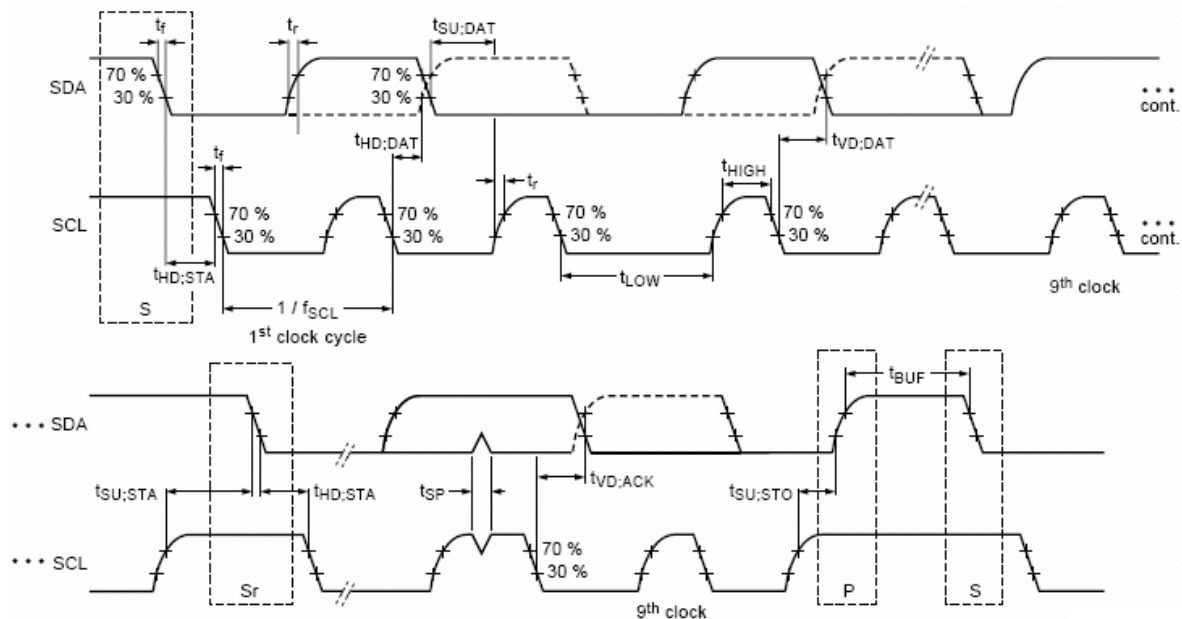 tf tr tSU;DAT
SDA 70 % 30 % 70 % 30 % cont.
tHD;DAT tVD;DAT
tf tr tHIGH
SCL 70 % 30 % 70 % 30 % 70 % 30 % 70 % 30 % cont.
tHD;STA tLOW
S 1 / fSCL 9th clock
1st clock cycle
tBUF
SDA
tSU;STA tHD;STA tSP tVD;ACK tSU;STO
SCL 70 % 30 %
Sr 9th clock P S